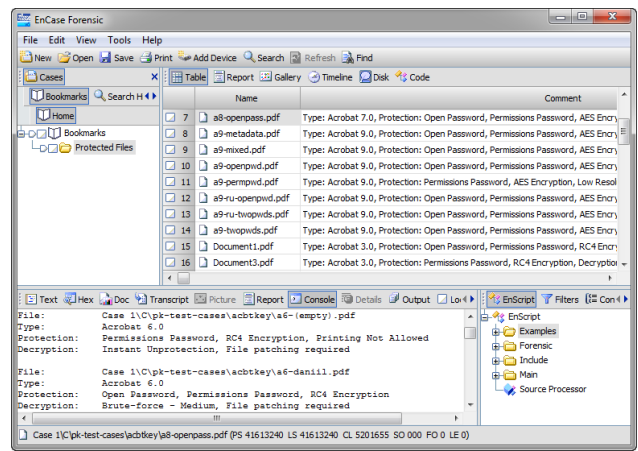 EnCase Forensic
File Edit View Tools Help
New Open Save Print Add Device Search Refresh Find
Cases x Table Report Gallery Timeline Disk Code
Bookmarks Search H
Home
Bookmarks
Protected Files
Name Comment
7 a8-openpass.pdf Type: Acrobat 7.0, Protection: Open Password, Permissions Password, AES Encry
8 a9-metadata.pdf Type: Acrobat 9.0, Protection: Open Password, Permissions Password, AES Encry
9 a9-mixed.pdf Type: Acrobat 9.0, Protection: Open Password, Permissions Password, AES Encry
10 a9-openpwd.pdf Type: Acrobat 9.0, Protection: Open Password, Permissions Password, AES Encry
11 a9-permpwd.pdf Type: Acrobat 9.0, Protection: Permissions Password, AES Encryption, Low Resol
12 a9-ru-openpwd.pdf Type: Acrobat 9.0, Protection: Open Password, Permissions Password, AES Encry
13 a9-ru-twopwds.pdf Type: Acrobat 9.0, Protection: Open Password, Permissions Password, AES Encry
14 a9-twopwds.pdf Type: Acrobat 9.0, Protection: Open Password, Permissions Password, AES Encry
15 Document1.pdf Type: Acrobat 3.0, Protection: Open Password, Permissions Password, RC4 Encr
16 Document3.pdf Type: Acrobat 3.0, Protection: Permissions Password, RC4 Encryption, Decryption
Text Hex Doc Transcript Picture Report Console Details Output Lo
File: Case 1\C\pk-test-cases\acbtkey\a6-(empty).pdf
Type: Acrobat 6.0
Protection: Permissions Password, RC4 Encryption, Printing Not Allowed
Decryption: Instant Unprotection, File patching required
File: Case 1\C\pk-test-cases\acbtkey\a6-daniil.pdf
Type: Acrobat 6.0
Protection: Open Password, Permissions Password, RC4 Encryption
Decryption: Brute-force - Medium, File patching required
EnScript Filters Con
EnScript
Examples
Forensic
Include
Main
Source Processor
Case 1\C\pk-test-cases\acbtkey\a8-openpass.pdf (PS 41613240 LS 41613240 CL 5201655 SO 000 FO 0 LE 0)